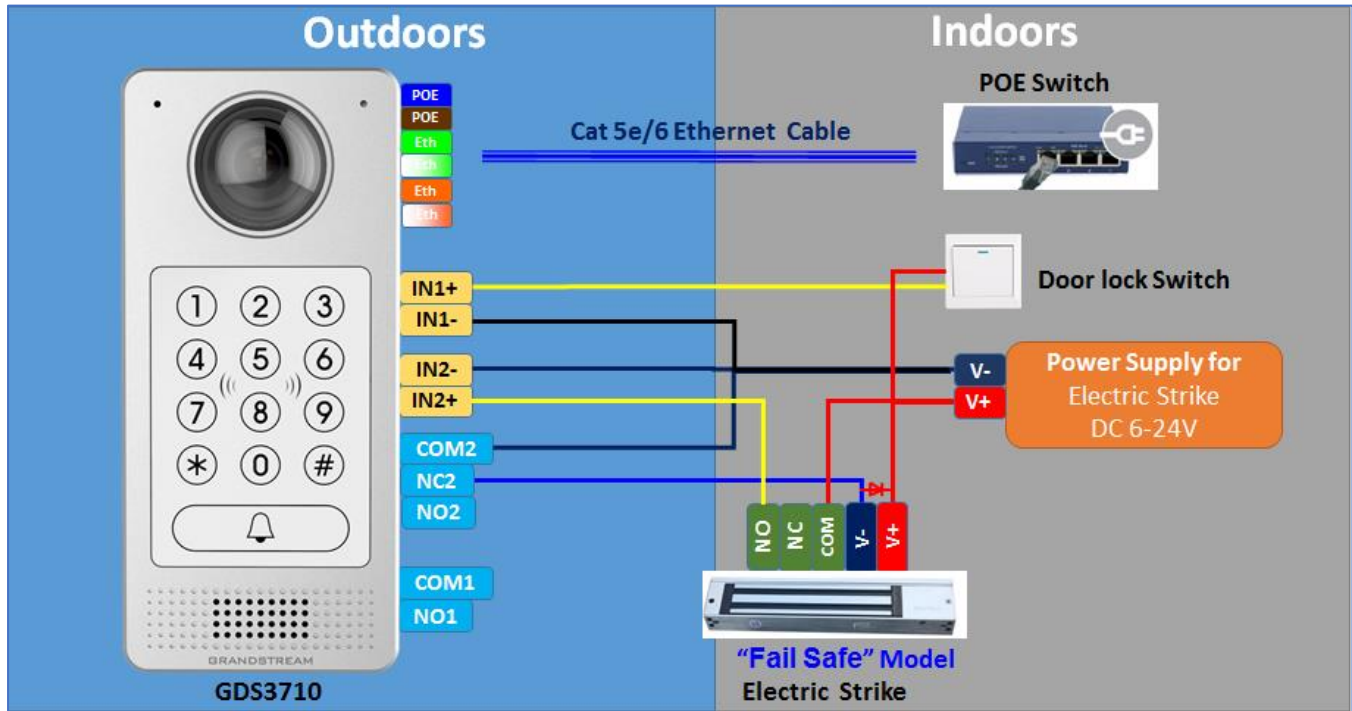 Outdoors
Indoors
POE
POE
Eth
Eth
Eth
Eth
Cat 5e/6 Ethernet Cable
POE Switch
Door lock Switch
IN1+
IN1-
IN2-
IN2+
COM2
NC2
NO2
COM1
NO1
1 2 3
4 5 6
7 8 9
* 0 #
GRANDSTREAM
GDS3710
V-
V+
Power Supply for
Electric Strike
DC 6-24V
NO
NC
COM
V-
V+
“Fail Safe” Model
Electric Strike